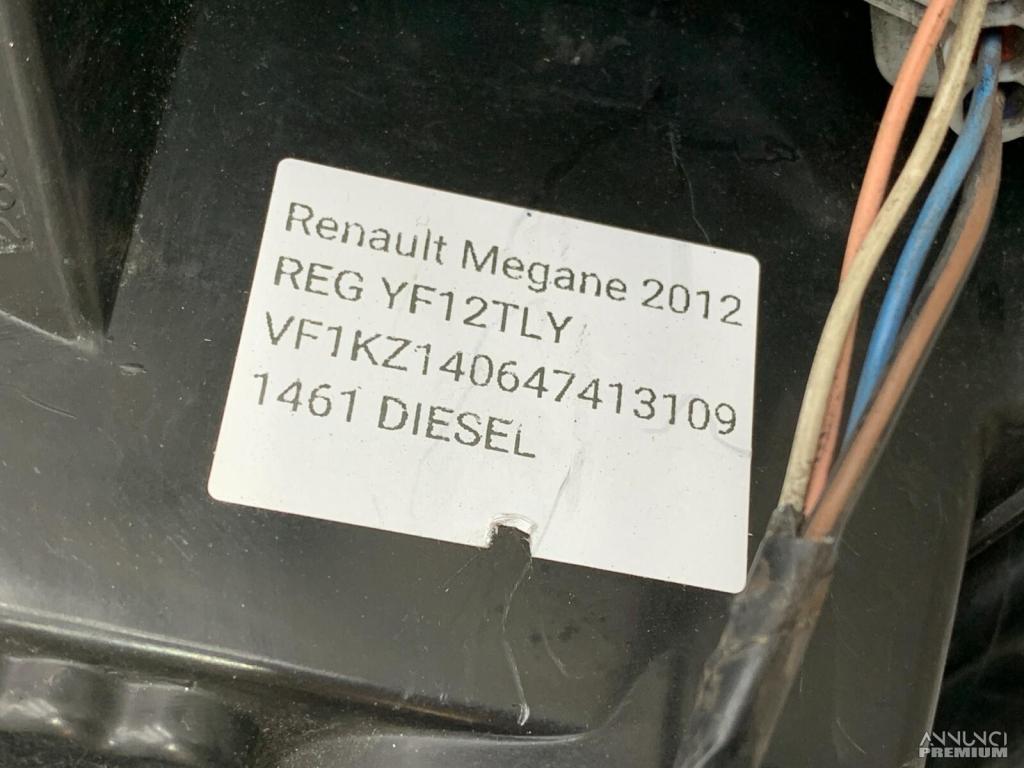 Renault Megane 2012
REG YF12TLY
VF1KZ140647413109
1461 DIESEL
ANNUNCI
PREMIUM